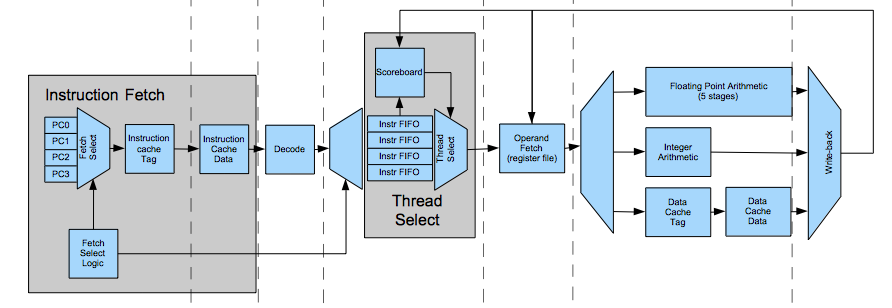 Instruction Fetch
PC0
PC1
PC2
PC3
Fetch
Select
Instruction
cache
Tag
Instruction
Cache
Data
Decode
Fetch
Select
Logic
Scoreboard
Instr FIFO
Instr FIFO
Instr FIFO
Instr FIFO
Thread
Select
Thread
Select
Operand
Fetch
(register file)
Floating Point Arithmetic
(5 stages)
Integer
Arithmetic
Data
Cache
Tag
Data
Cache
Data
Write-back